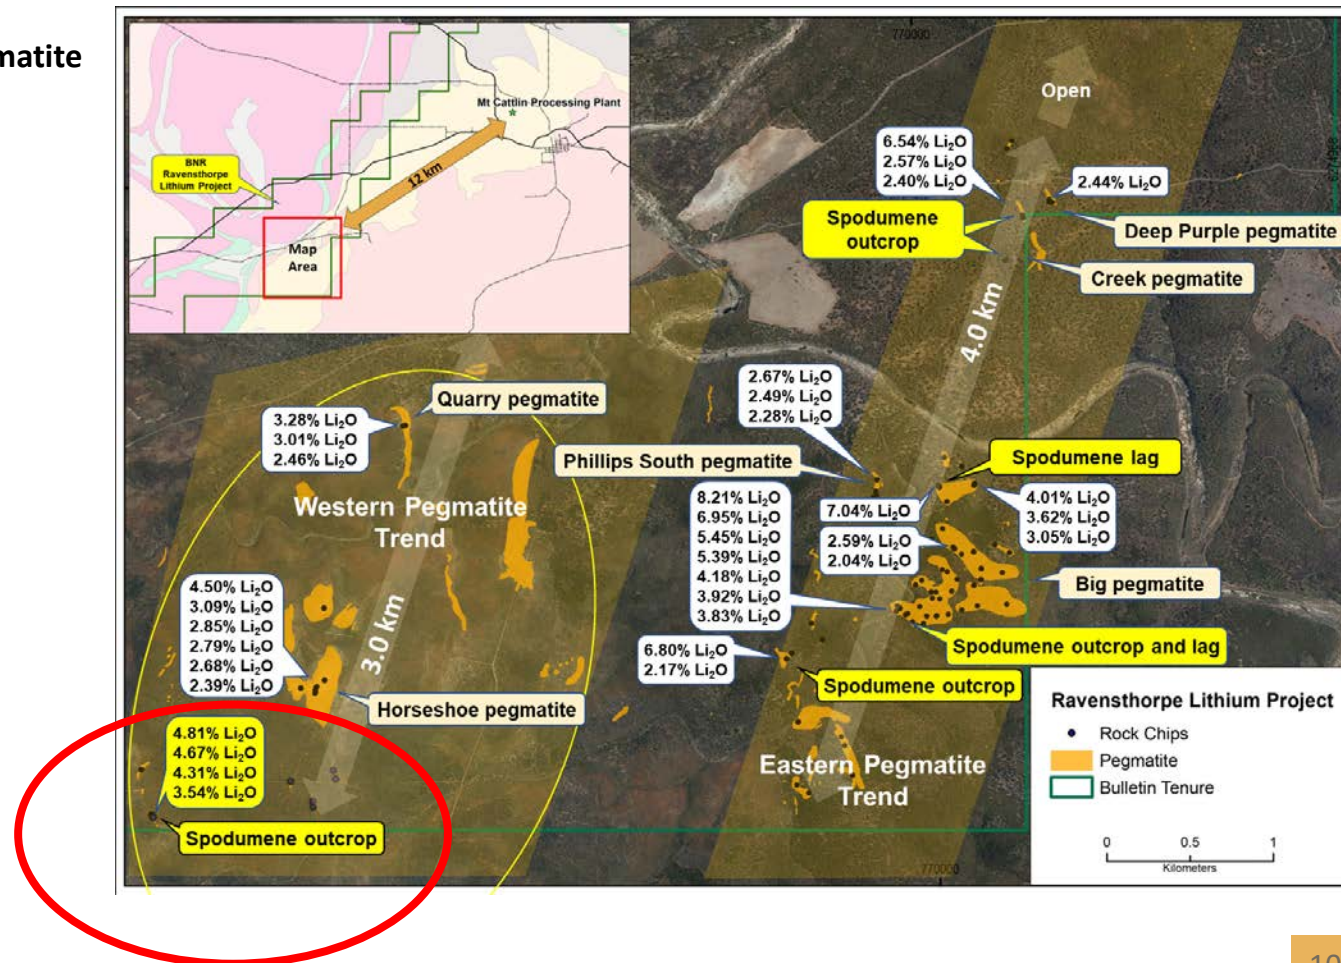 matite
Mt Cattlin Processing Plant
BNR
Ravensthorpe
Lithium Project
12 km
Map
Area
770000
Open
6.54% Li₂O
2.57% Li₂O
2.40% Li₂O
2.44% Li₂O
Spodumene
outcrop
Deep Purple pegmatite
Creek pegmatite
4.0 km
Quarry pegmatite
3.28% Li₂O
3.01% Li₂O
2.46% Li₂O
2.67% Li₂O
2.49% Li₂O
2.28% Li₂O
Phillips South pegmatite
Spodumene lag
Western Pegmatite
Trend
8.21% Li₂O
6.95% Li₂O
5.45% Li₂O
5.39% Li₂O
4.18% Li₂O
3.92% Li₂O
3.83% Li₂O
7.04% Li₂O
2.59% Li₂O
2.04% Li₂O
4.01% Li₂O
3.62% Li₂O
3.05% Li₂O
Big pegmatite
4.50% Li₂O
3.09% Li₂O
2.85% Li₂O
2.79% Li₂O
2.68% Li₂O
2.39% Li₂O
3.0 km
6.80% Li₂O
2.17% Li₂O
Spodumene outcrop and lag
Spodumene outcrop
Horseshoe pegmatite
4.81% Li₂O
4.67% Li₂O
4.31% Li₂O
3.54% Li₂O
Spodumene outcrop
Eastern Pegmatite
Trend
770000
Ravensthorpe Lithium Project
Rock Chips
Pegmatite
Bulletin Tenure
0 0.5 1
Kilometers